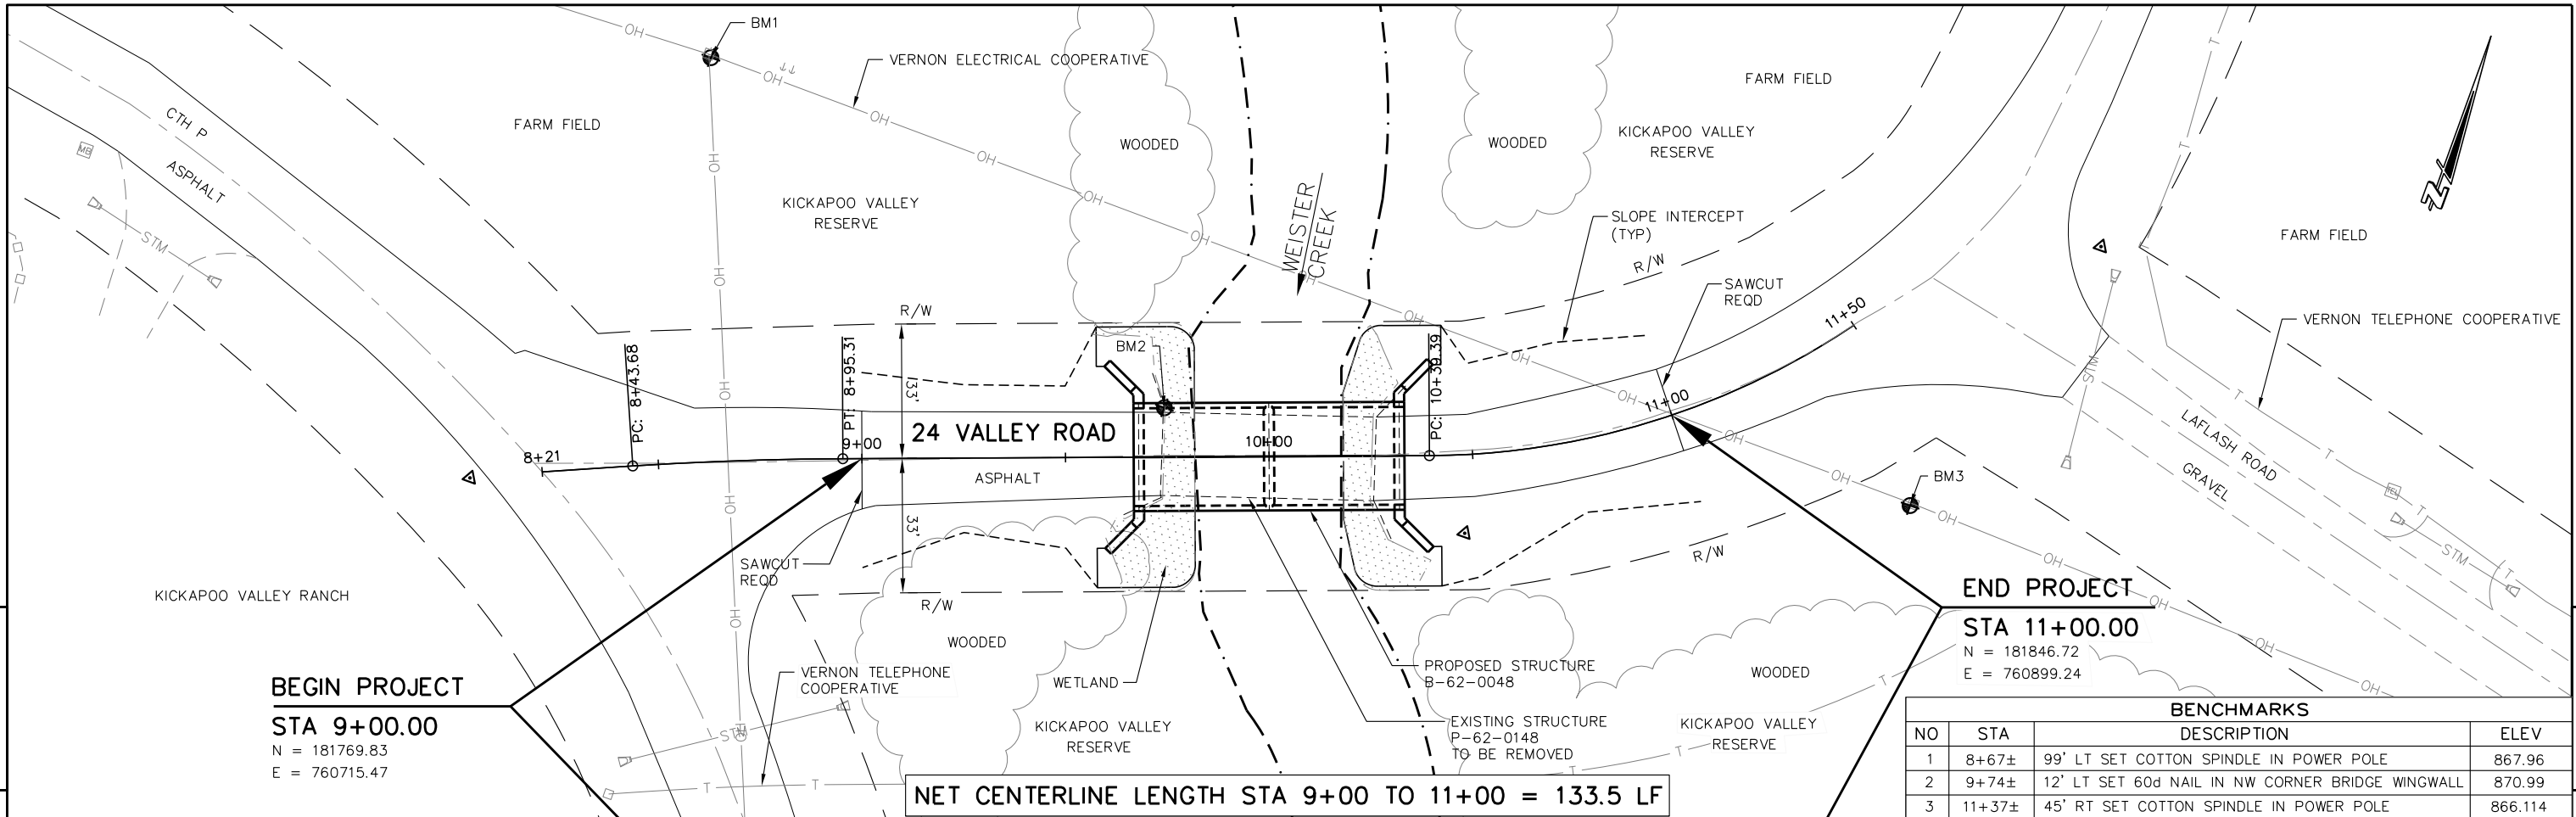 BM1
VERNON ELECTRICAL COOPERATIVE
FARM FIELD
FARM FIELD
CTH P
ASPHALT
MB
STM
WOODED
WOODED
KICKAPOO VALLEY
RESERVE
KICKAPOO VALLEY
RESERVE
WEISTER
CREEK
SLOPE INTERCEPT
(TYP)
R/W
SAWCUT
REQD
FARM FIELD
VERNON TELEPHONE COOPERATIVE
R/W
33'
BM2
PC: 8+43.68
PT: 8+95.31
PC: 10+39.39
11+50
11+00
8+21
9+00
24 VALLEY ROAD
10+00
ASPHALT
33'
SAWCUT
REQD
R/W
R/W
BM3
STM
LAFLASH ROAD
GRAVEL
STM
KICKAPOO VALLEY RANCH
WOODED
WETLAND
VERNON TELEPHONE
COOPERATIVE
STM
KICKAPOO VALLEY
RESERVE
PROPOSED STRUCTURE
B-62-0048
EXISTING STRUCTURE
P-62-0148
TO BE REMOVED
WOODED
KICKAPOO VALLEY
RESERVE
BEGIN PROJECT
STA 9+00.00
N = 181769.83
E = 760715.47
END PROJECT
STA 11+00.00
N = 181846.72
E = 760899.24
NET CENTERLINE LENGTH STA 9+00 TO 11+00 = 133.5 LF
BENCHMARKS
NO STA DESCRIPTION ELEV
1 8+67± 99' LT SET COTTON SPINDLE IN POWER POLE 867.96
2 9+74± 12' LT SET 60d NAIL IN NW CORNER BRIDGE WINGWALL 870.99
3 11+37± 45' RT SET COTTON SPINDLE IN POWER POLE 866.114